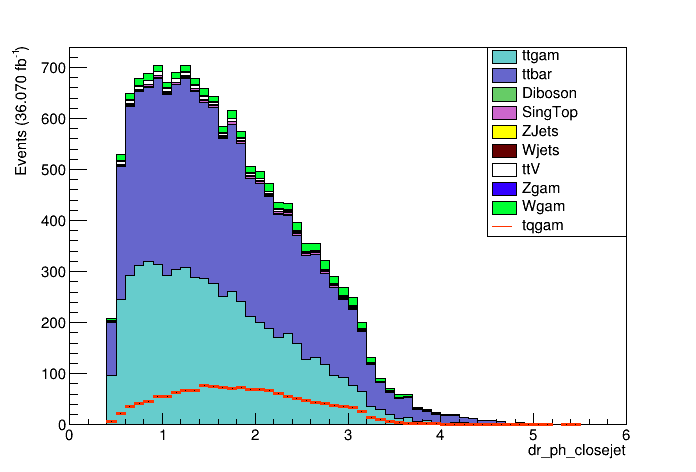 Events (36.070 fb⁻¹)
700
600
500
400
300
200
100
0
0 1 2 3 4 5 6
dr_ph_closejet
ttgam
ttbar
Diboson
SingTop
ZJets
Wjets
ttV
Zgam
Wgam
tqgam